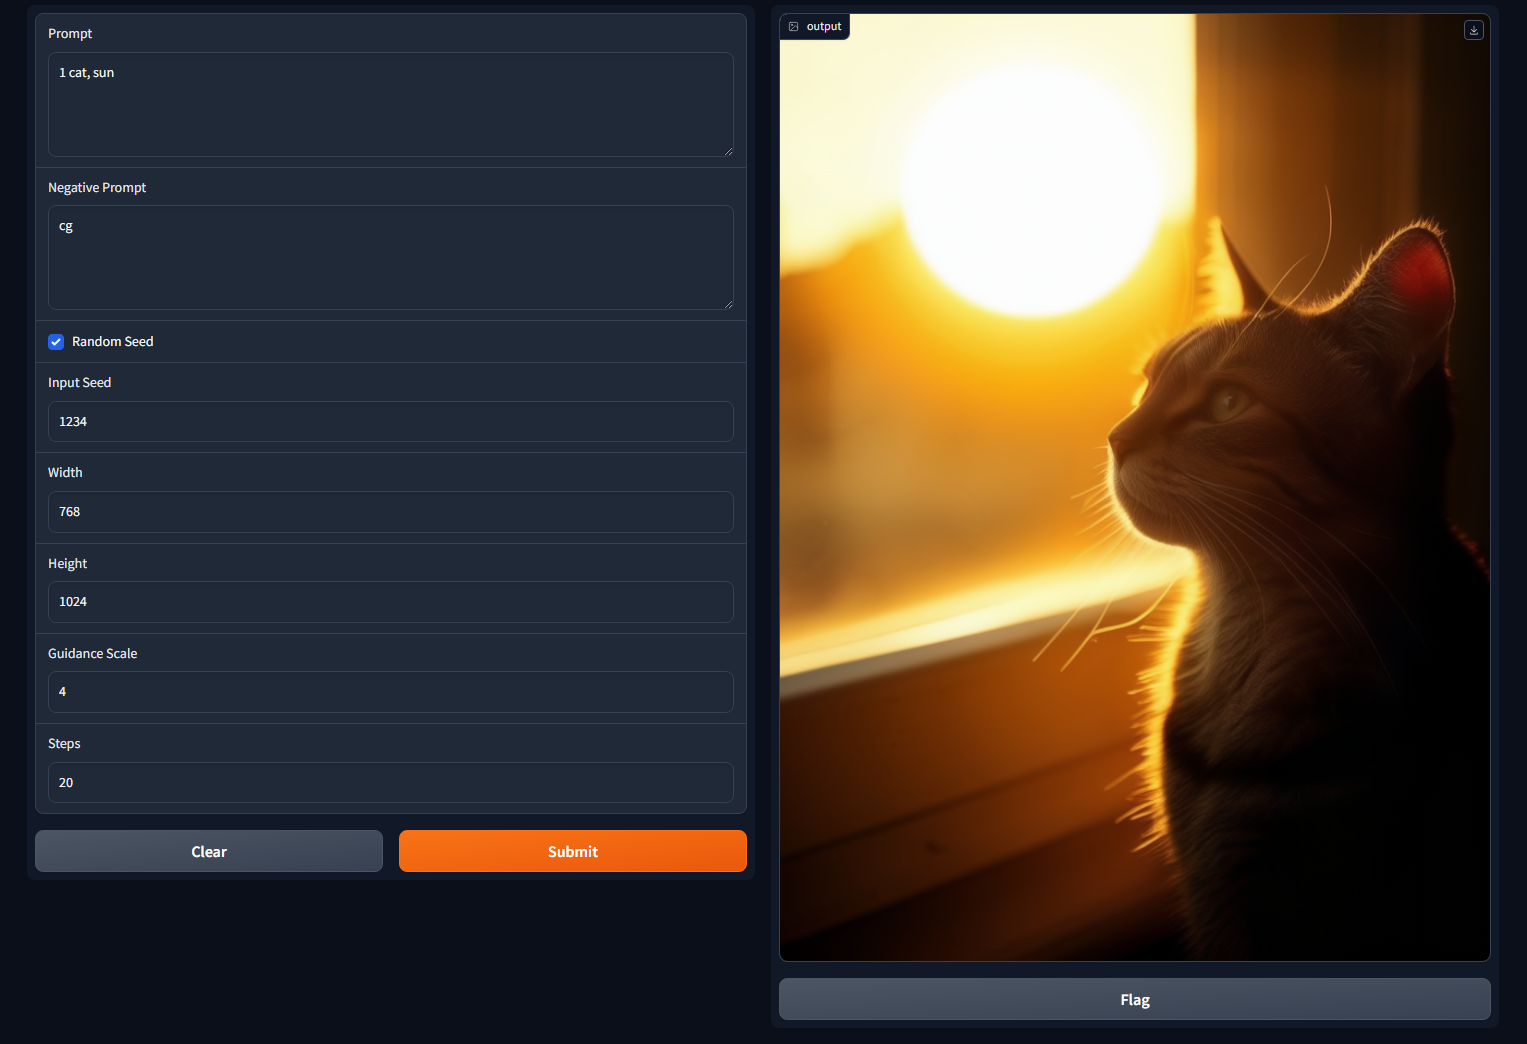 Prompt
1 cat, sun
Negative Prompt
cg
Random Seed
Input Seed
1234
Width
768
Height
1024
Guidance Scale
4
Steps
20
Clear
Submit
output
Flag